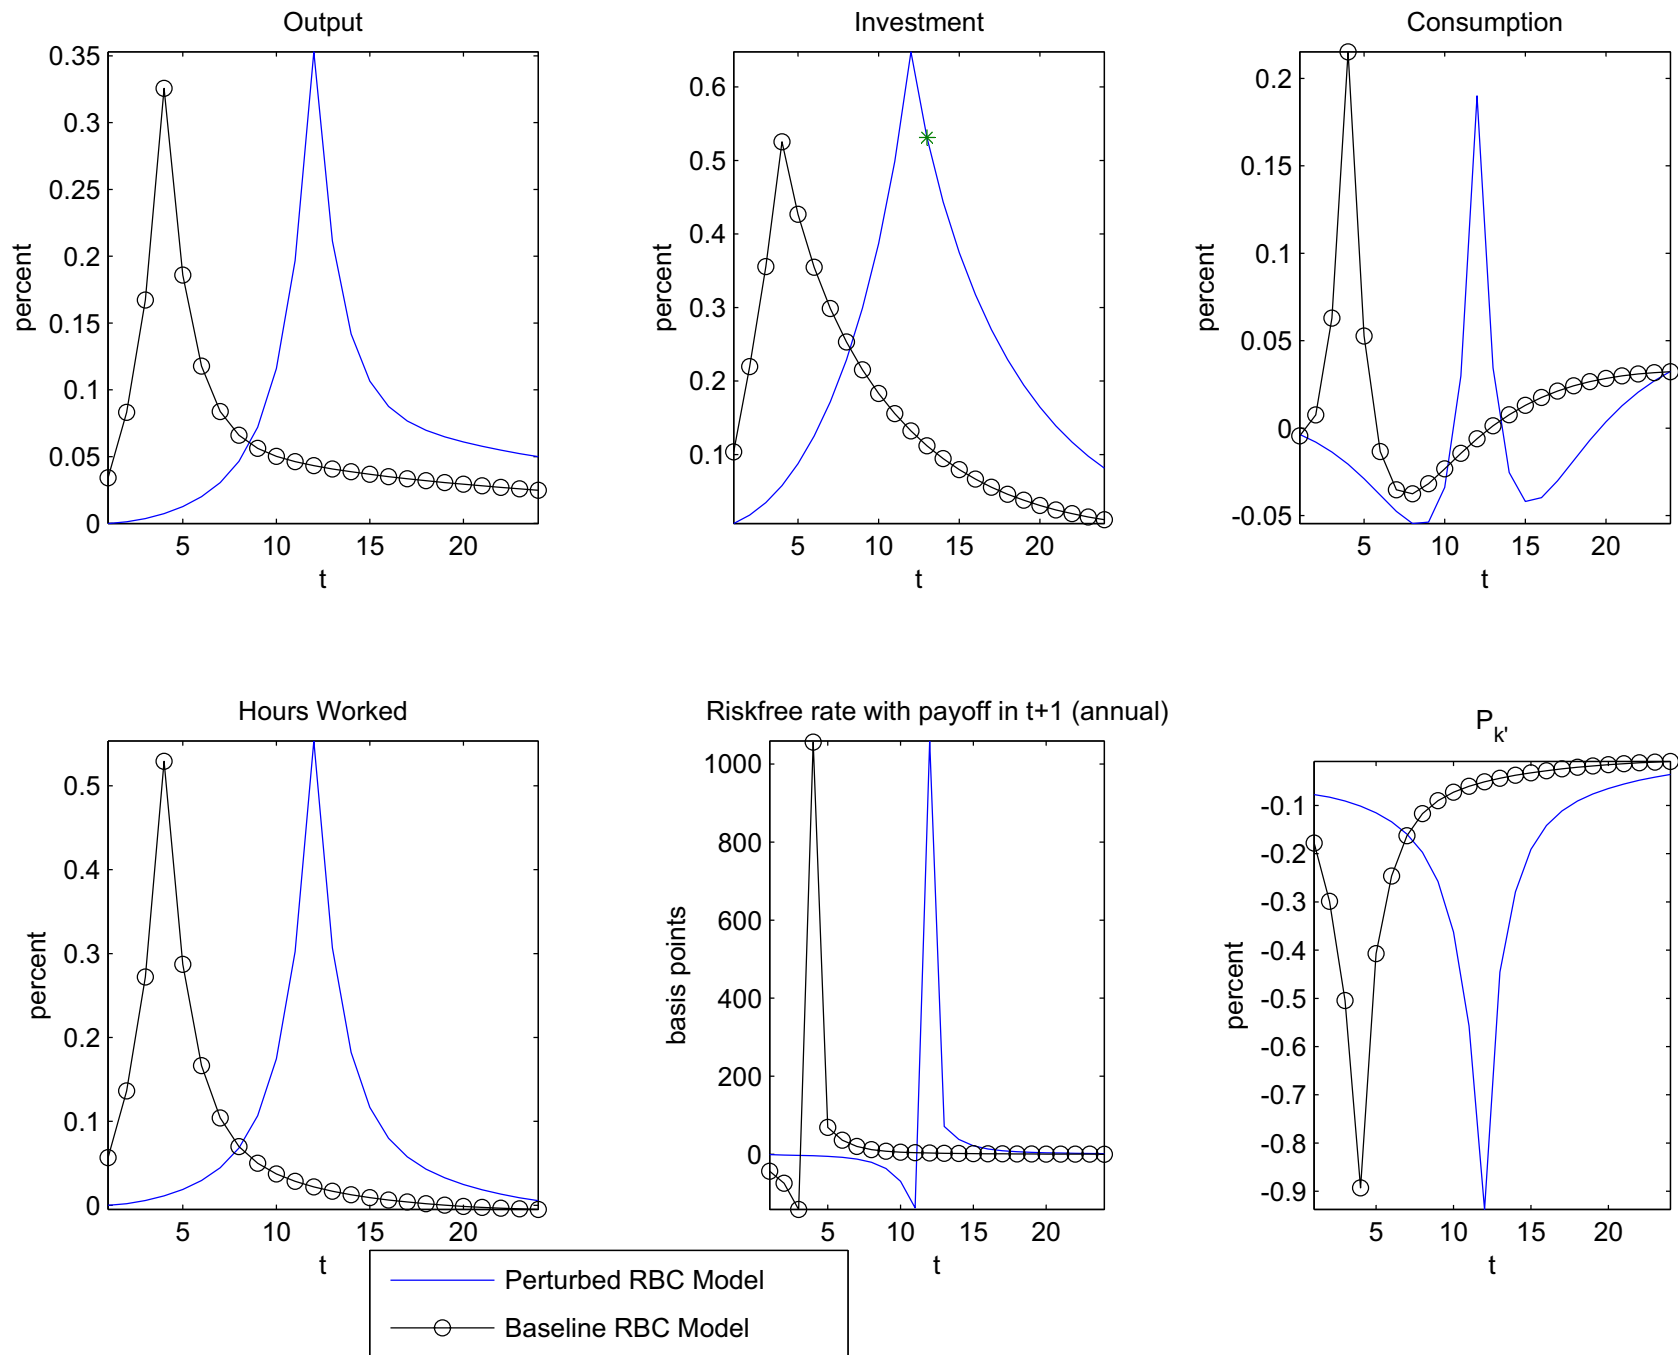 Output
Investment
Consumption
0.35
0.3
0.25
0.2
0.15
0.1
0.05
0
percent
5 10 15 20
t
0.6
0.5
0.4
0.3
0.2
0.1
percent
5 10 15 20
t
0.2
0.15
0.1
0.05
0
-0.05
percent
5 10 15 20
t
Hours Worked
Riskfree rate with payoff in t+1 (annual)
P_k'
0.5
0.4
0.3
0.2
0.1
0
percent
5 10 15 20
t
1000
800
600
400
200
0
basis points
5 10 15 20
-0.1
-0.2
-0.3
-0.4
-0.5
-0.6
-0.7
-0.8
-0.9
percent
5 10 15 20
t
Perturbed RBC Model
Baseline RBC Model